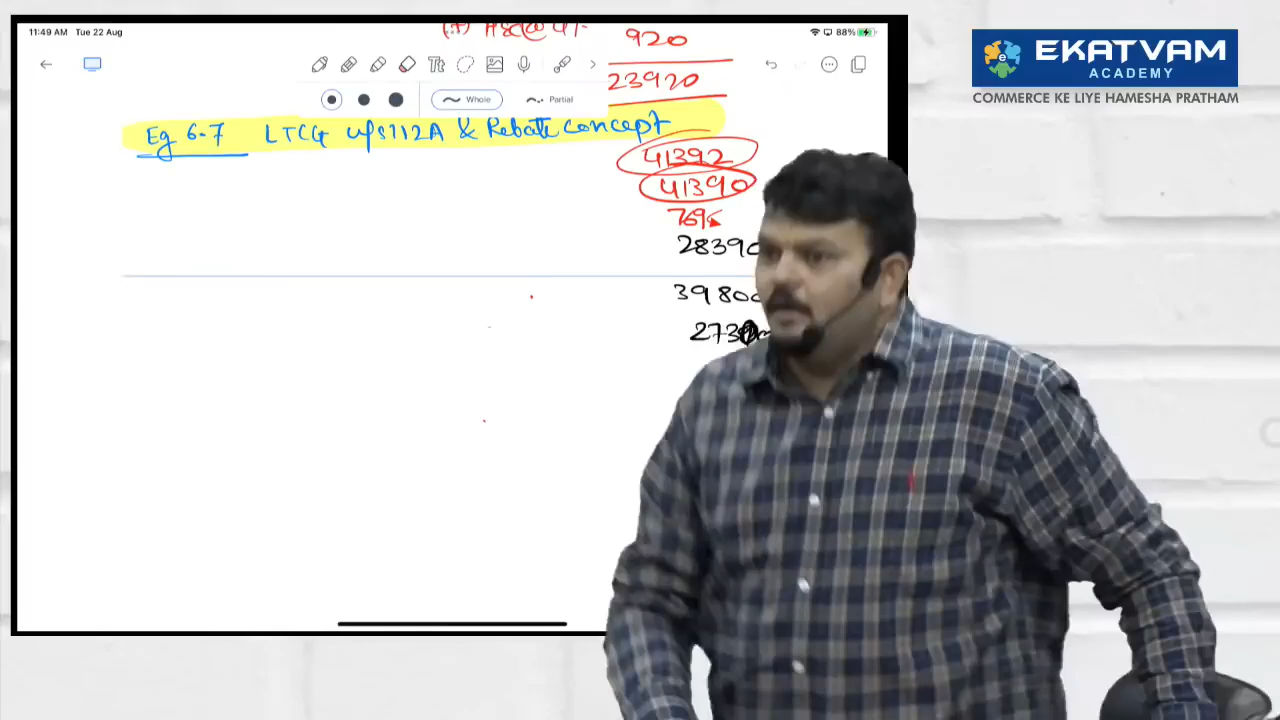 11:49 AM Tue 22 Aug
88%
EKATVAM
ACADEMY
COMMERCE KE LIYE HAMESHA PRATHAM
920
23920
Whole
Partial
Eg 6.7 LTCG u/s 112A & Rebate concept
41392
41390
28390
39800